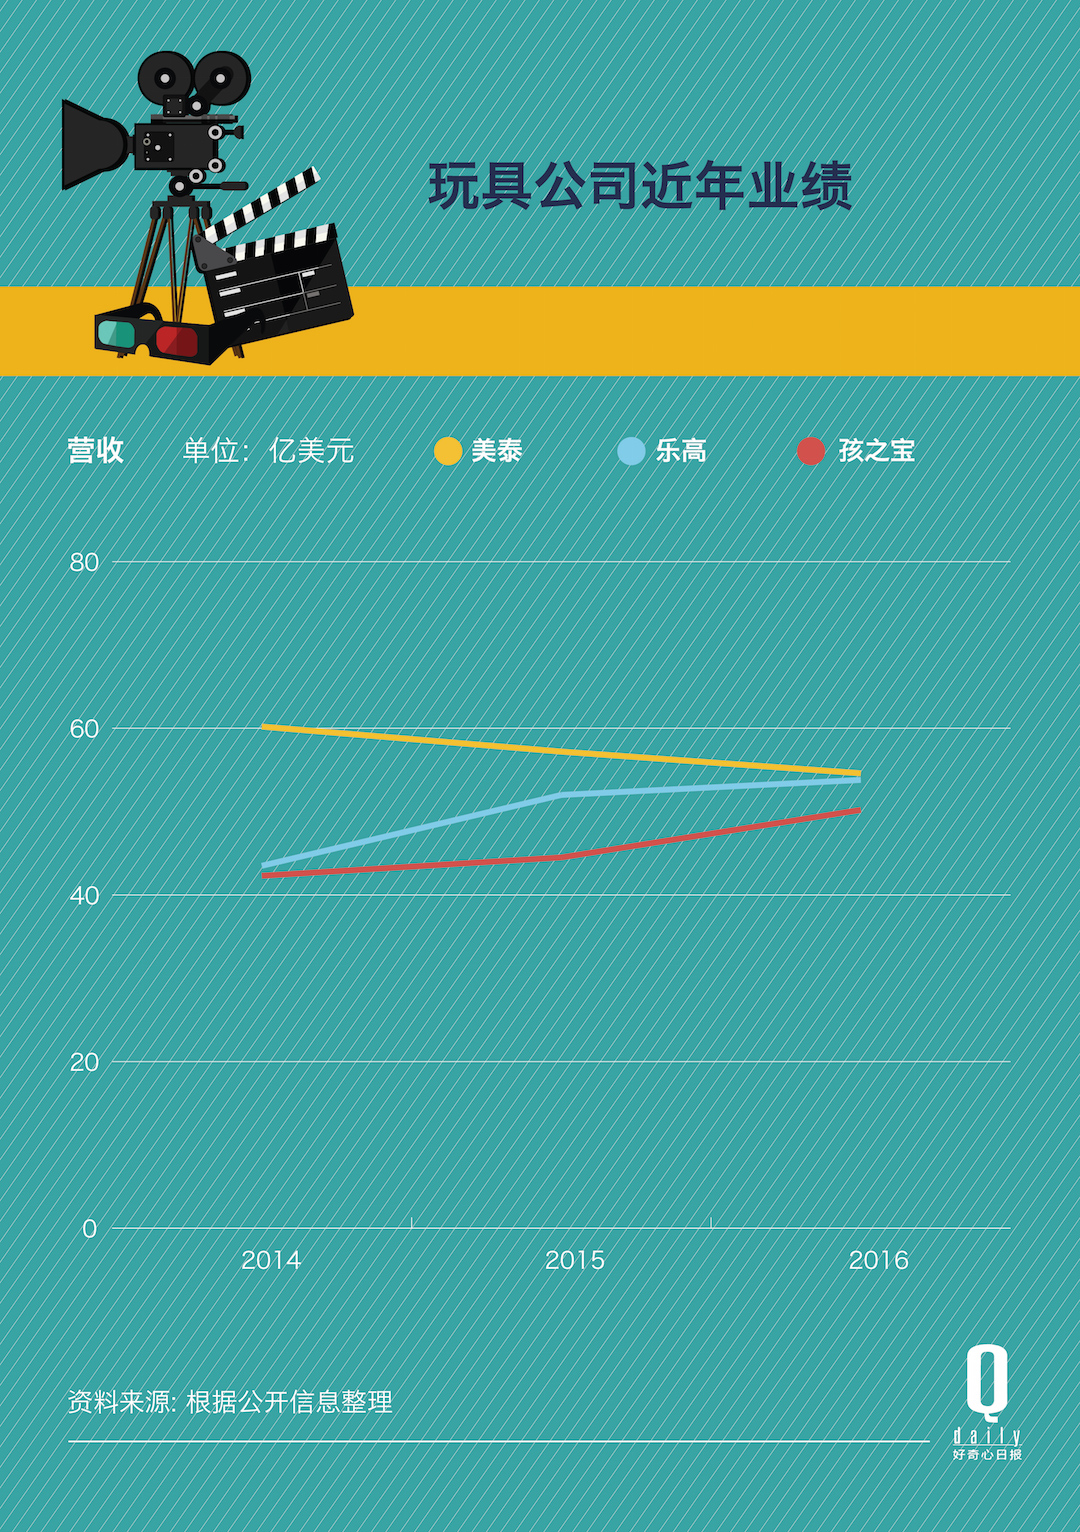 玩具公司近年业绩
营收 单位：亿美元 美泰 乐高 孩之宝
80
60
40
20
0
2014 2015 2016
资料来源: 根据公开信息整理
Q
daily
好奇心日报